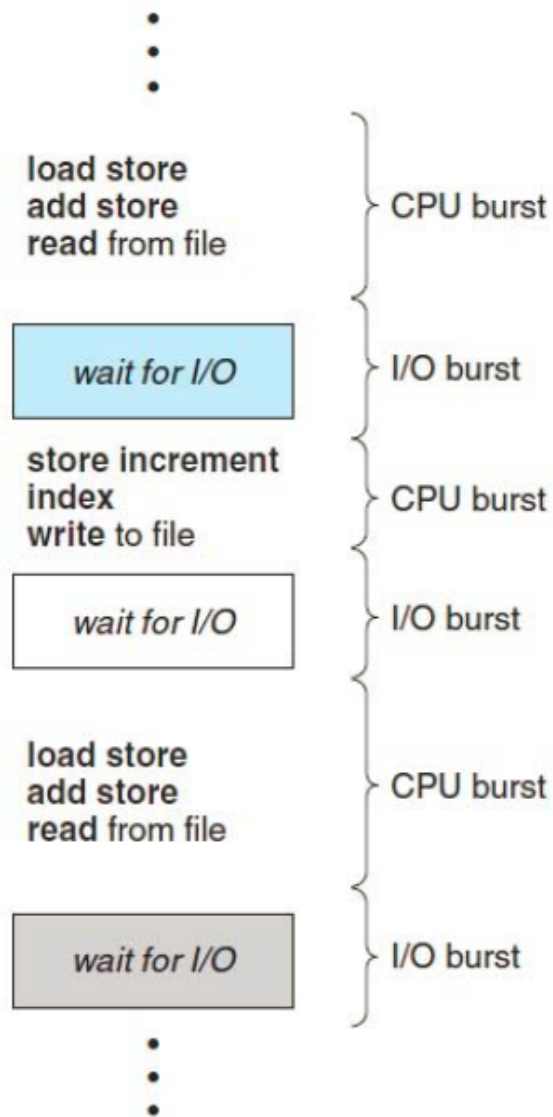 load store
add store
read from file
CPU burst
wait for I/O
I/O burst
store increment
index
write to file
CPU burst
wait for I/O
I/O burst
load store
add store
read from file
CPU burst
wait for I/O
I/O burst